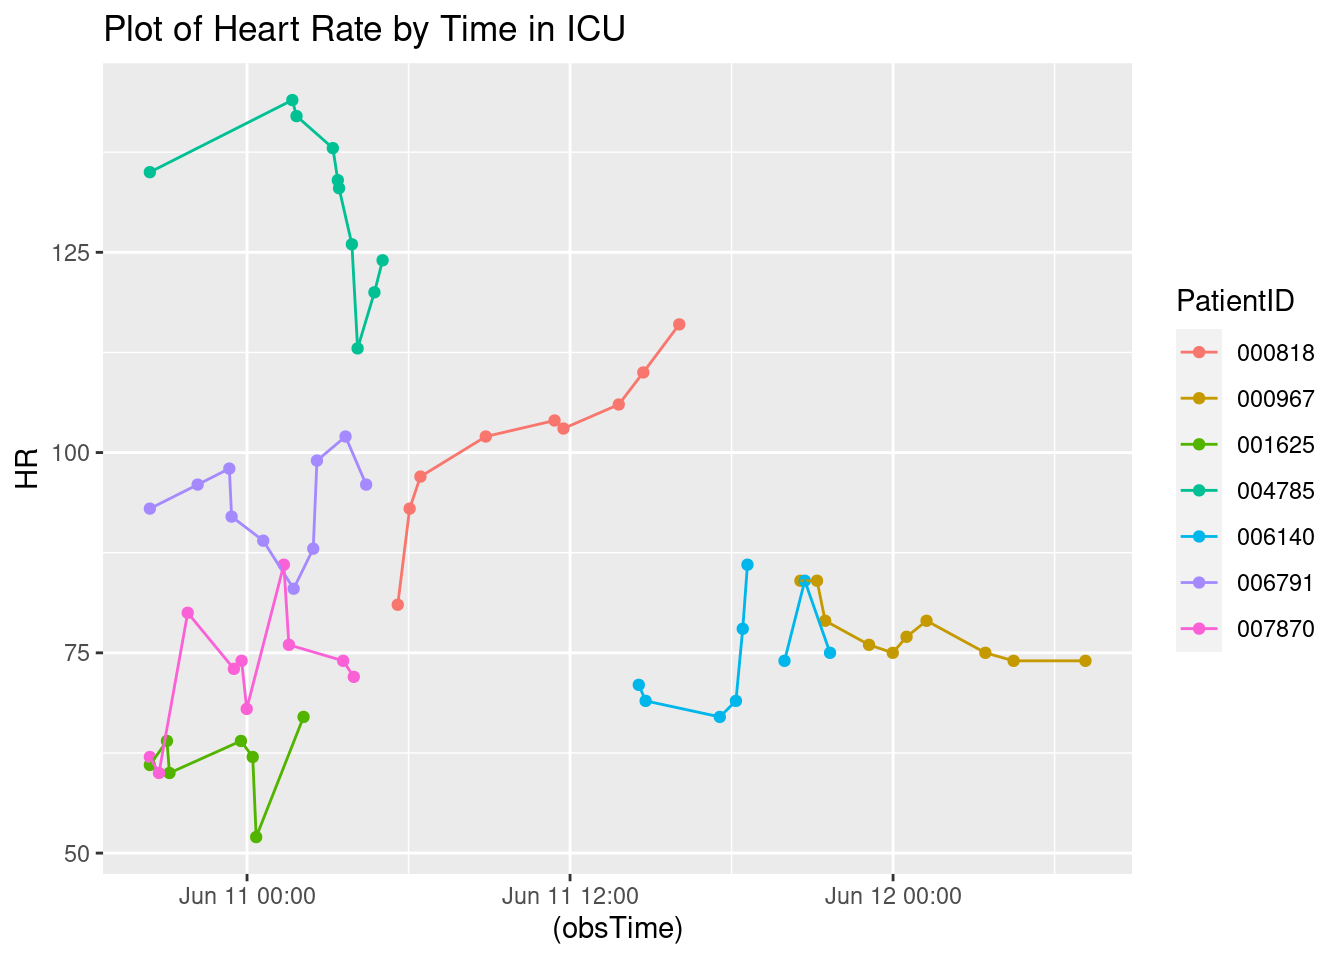 Plot of Heart Rate by Time in ICU
HR
125
100
75
50
Jun 11 00:00
Jun 11 12:00
Jun 12 00:00
(obsTime)
PatientID
000818
000967
001625
004785
006140
006791
007870